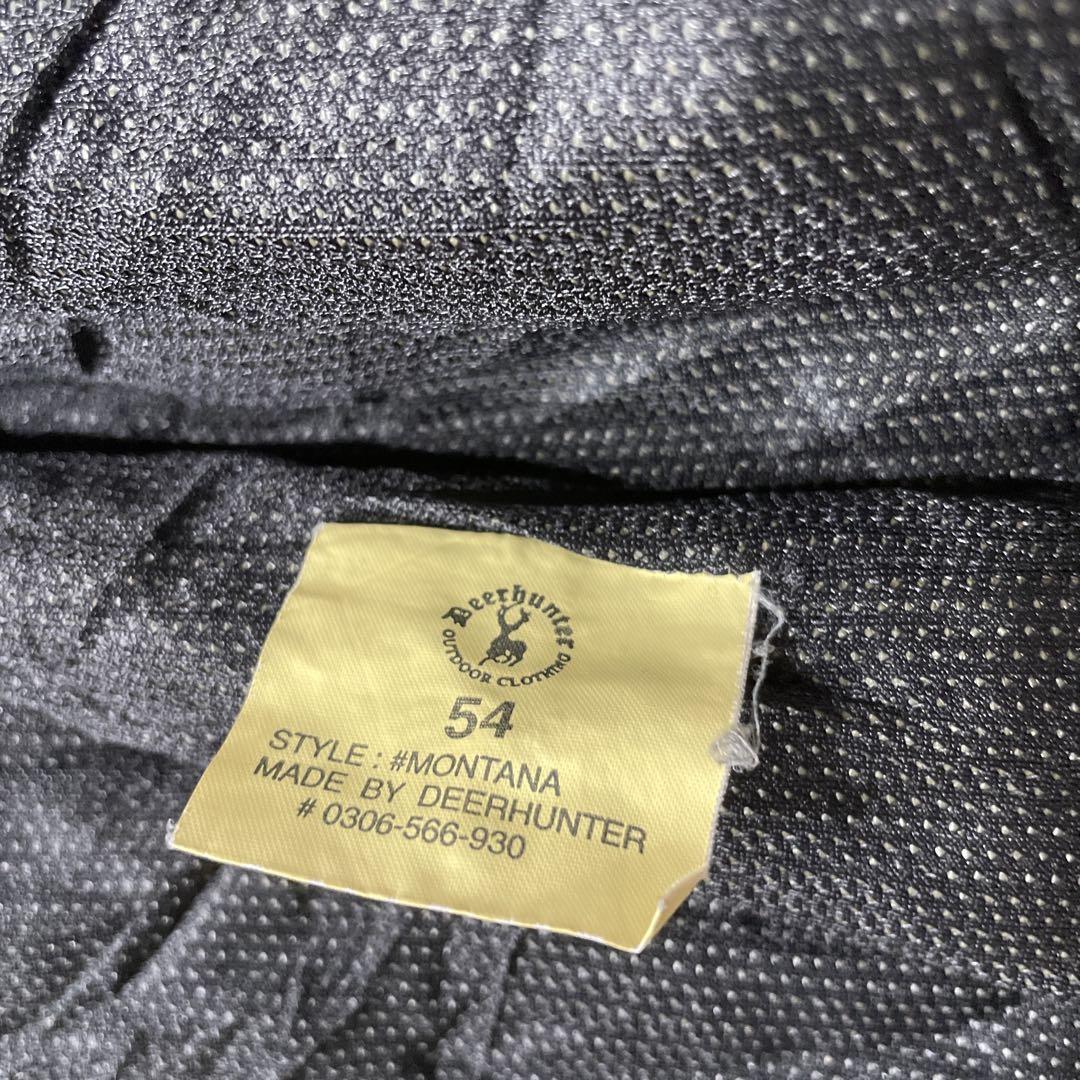 Deerhunter
OUTDOOR CLOTHING
54
STYLE : #MONTANA
MADE BY DEERHUNTER
# 0306-566-930